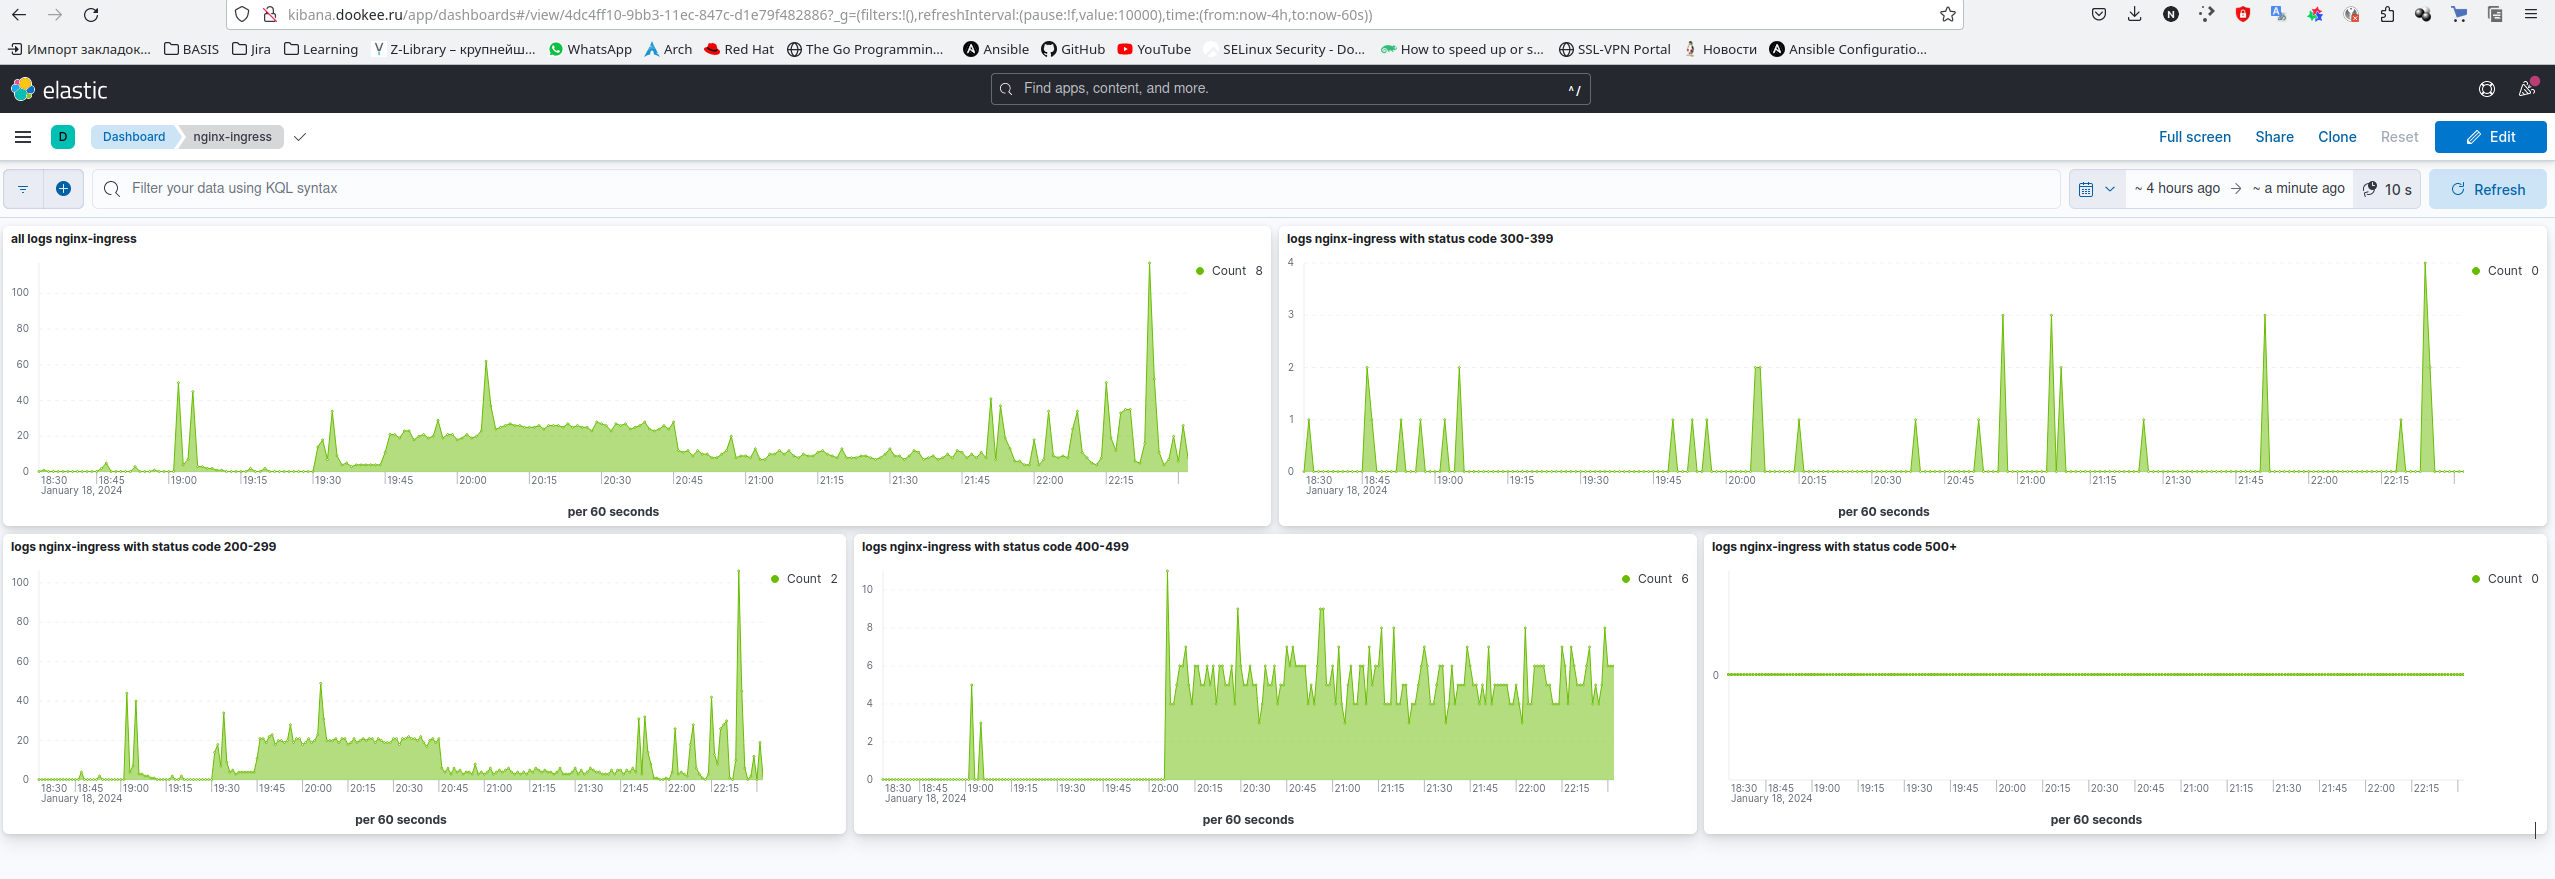 kibana.dookee.ru/app/dashboards#/view/4dc4ff10-9bb3-11ec-847c-d1e79f482886?_g=(filters:!(),refreshInterval:(pause:!f,value:10000),time:(from:now-4h,to:now-60s))
Импорт закладок... BASIS Jira Learning Z-Library – крупнейш... WhatsApp Arch Red Hat The Go Programmin... Ansible GitHub YouTube SELinux Security - Do... How to speed up or s... SSL-VPN Portal Новости Ansible Configuratio...
elastic Find apps, content, and more. ^/
D Dashboard nginx-ingress Full screen Share Clone Reset Edit
Filter your data using KQL syntax ~ 4 hours ago → ~ a minute ago 10 s Refresh
all logs nginx-ingress
Count 8
100
80
60
40
20
0
18:30 18:45 19:00 19:15 19:30 19:45 20:00 20:15 20:30 20:45 21:00 21:15 21:30 21:45 22:00 22:15
January 18, 2024
per 60 seconds
logs nginx-ingress with status code 300-399
Count 0
4
3
2
1
0
18:30 18:45 19:00 19:15 19:30 19:45 20:00 20:15 20:30 20:45 21:00 21:15 21:30 21:45 22:00 22:15
January 18, 2024
per 60 seconds
logs nginx-ingress with status code 200-299
Count 2
100
80
60
40
20
0
18:30 18:45 19:00 19:15 19:30 19:45 20:00 20:15 20:30 20:45 21:00 21:15 21:30 21:45 22:00 22:15
January 18, 2024
per 60 seconds
logs nginx-ingress with status code 400-499
Count 6
10
8
6
4
2
0
18:30 18:45 19:00 19:15 19:30 19:45 20:00 20:15 20:30 20:45 21:00 21:15 21:30 21:45 22:00 22:15
January 18, 2024
per 60 seconds
logs nginx-ingress with status code 500+
Count 0
0
18:30 18:45 19:00 19:15 19:30 19:45 20:00 20:15 20:30 20:45 21:00 21:15 21:30 21:45 22:00 22:15
January 18, 2024
per 60 seconds